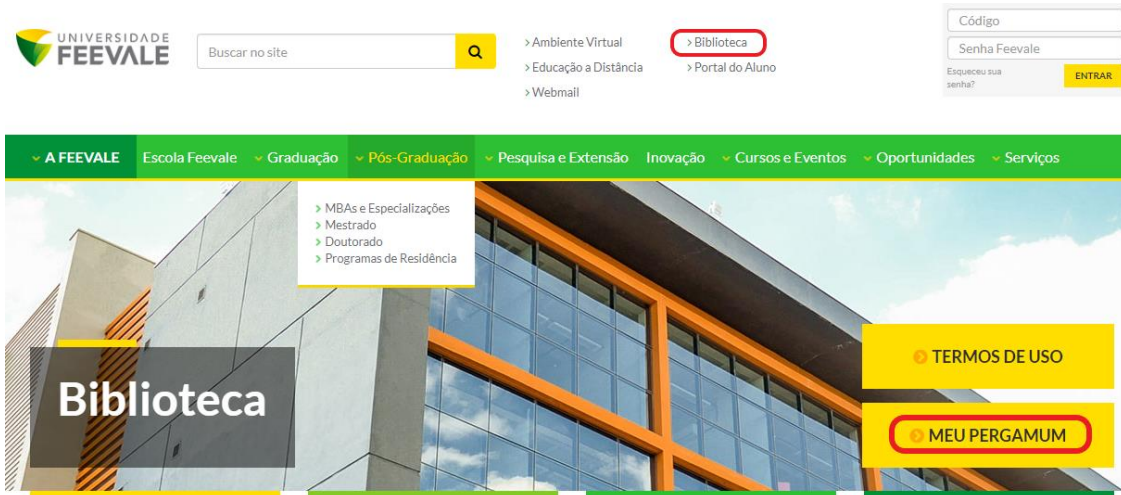 UNIVERSIDADE
FEEVALE
Buscar no site
> Ambiente Virtual
> Educação a Distância
> Webmail
> Biblioteca
> Portal do Aluno
Código
Senha Feevale
Esqueceu sua
senha?
ENTRAR
A FEEVALE Escola Feevale Graduação Pós-Graduação Pesquisa e Extensão Inovação Cursos e Eventos Oportunidades Serviços
> MBAs e Especializações
> Mestrado
> Doutorado
> Programas de Residência
Biblioteca
TERMOS DE USO
MEU PERGAMUM